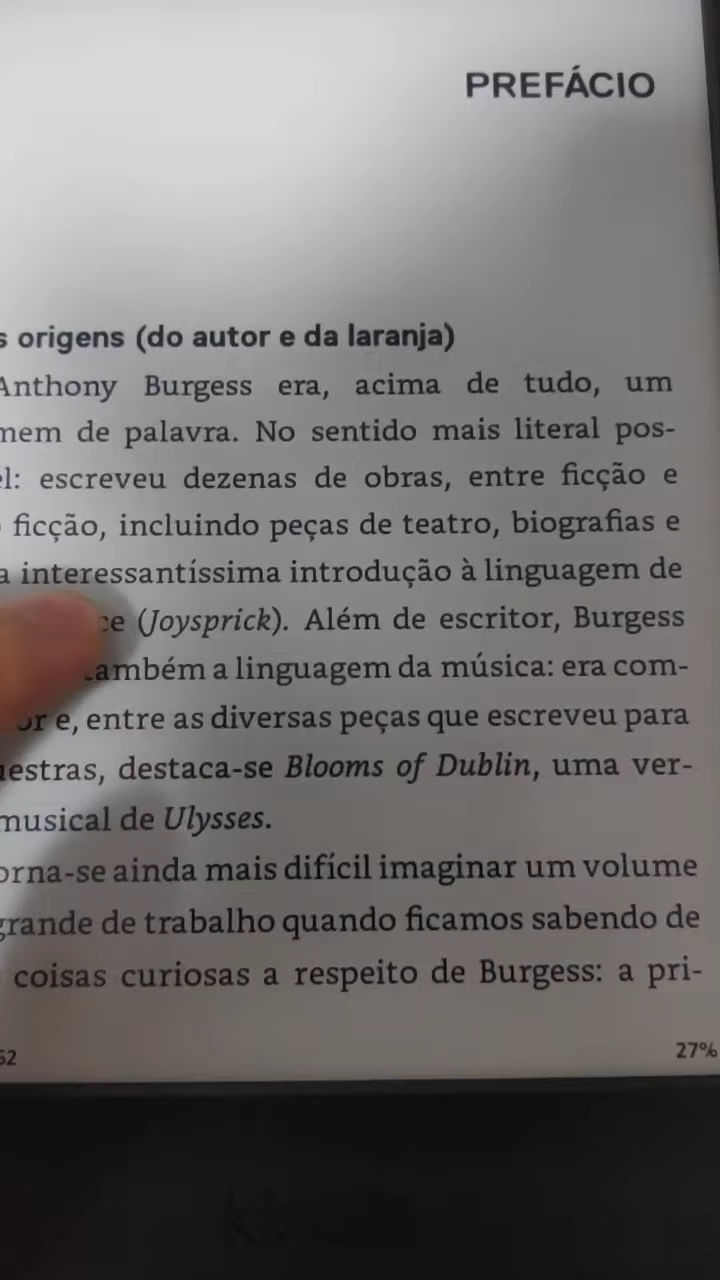 PREFÁCIO
origens (do autor e da laranja)
Anthony Burgess era, acima de tudo, um
mem de palavra. No sentido mais literal pos-
el: escreveu dezenas de obras, entre ficção e
ficção, incluindo peças de teatro, biografias e
a interessantíssima introdução à linguagem de
ce (Joysprick). Além de escritor, Burgess
também a linguagem da música: era com-
or e, entre as diversas peças que escreveu para
uestras, destaca-se Blooms of Dublin, uma ver-
musical de Ulysses.
orna-se ainda mais difícil imaginar um volume
grande de trabalho quando ficamos sabendo de
coisas curiosas a respeito de Burgess: a pri-
52 27%